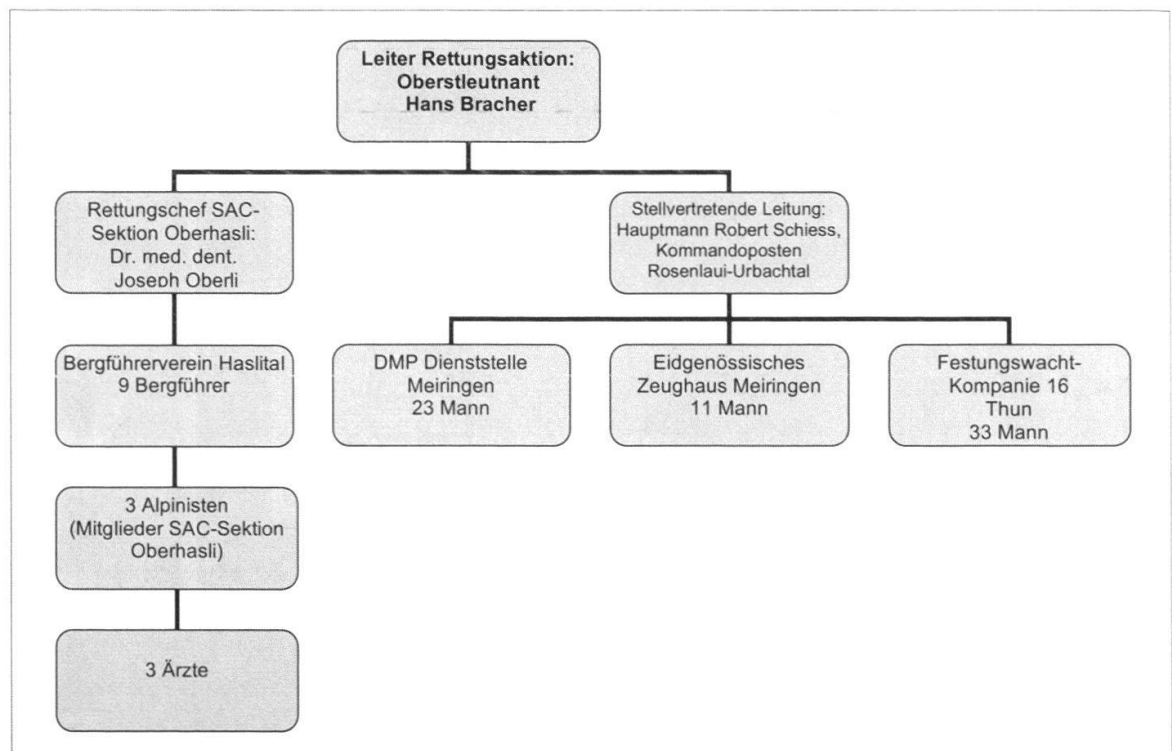 Leiter Rettungsaktion:
Oberstleutnant
Hans Bracher
Rettungschef SAC-
Sektion Oberhasli:
Dr. med. dent.
Joseph Oberli
Stellvertretende Leitung:
Hauptmann Robert Schiess,
Kommandoposten
Rosenlaui-Urbachtal
Bergführerverein Haslital
9 Bergführer
DMP Dienststelle
Meiringen
23 Mann
Eidgenössisches
Zeughaus Meiringen
11 Mann
Festungswacht-
Kompanie 16
Thun
33 Mann
3 Alpinisten
(Mitglieder SAC-Sektion
Oberhasli)
3 Ärzte